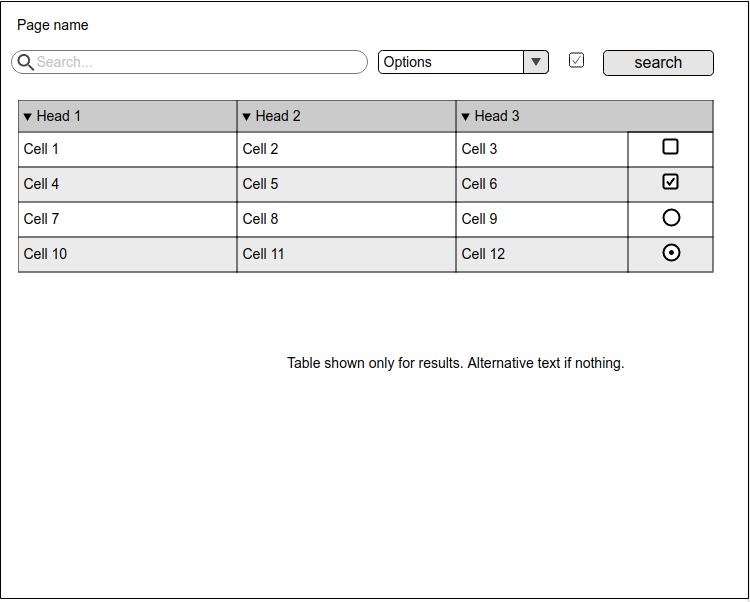 Page name
Search... Options search
Head 1 Head 2 Head 3
Cell 1 Cell 2 Cell 3
Cell 4 Cell 5 Cell 6
Cell 7 Cell 8 Cell 9
Cell 10 Cell 11 Cell 12
Table shown only for results. Alternative text if nothing.